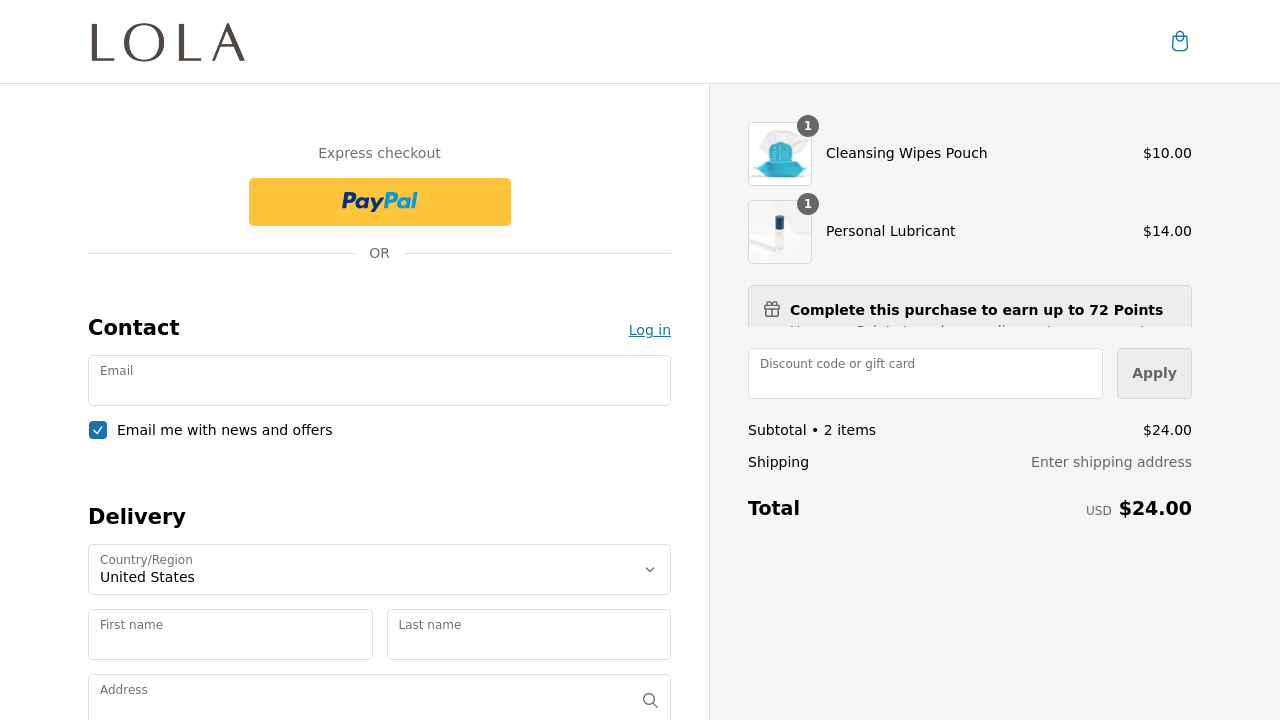 LOLA
Express checkout
PayPal
OR
Contact
Log in
Email
Email me with news and offers
Delivery
Country/Region
United States
First name
Last name
Address
1
Cleansing Wipes Pouch
$10.00
1
Personal Lubricant
$14.00
Complete this purchase to earn up to 72 Points
Discount code or gift card
Apply
Subtotal • 2 items
$24.00
Shipping
Enter shipping address
Total
USD $24.00